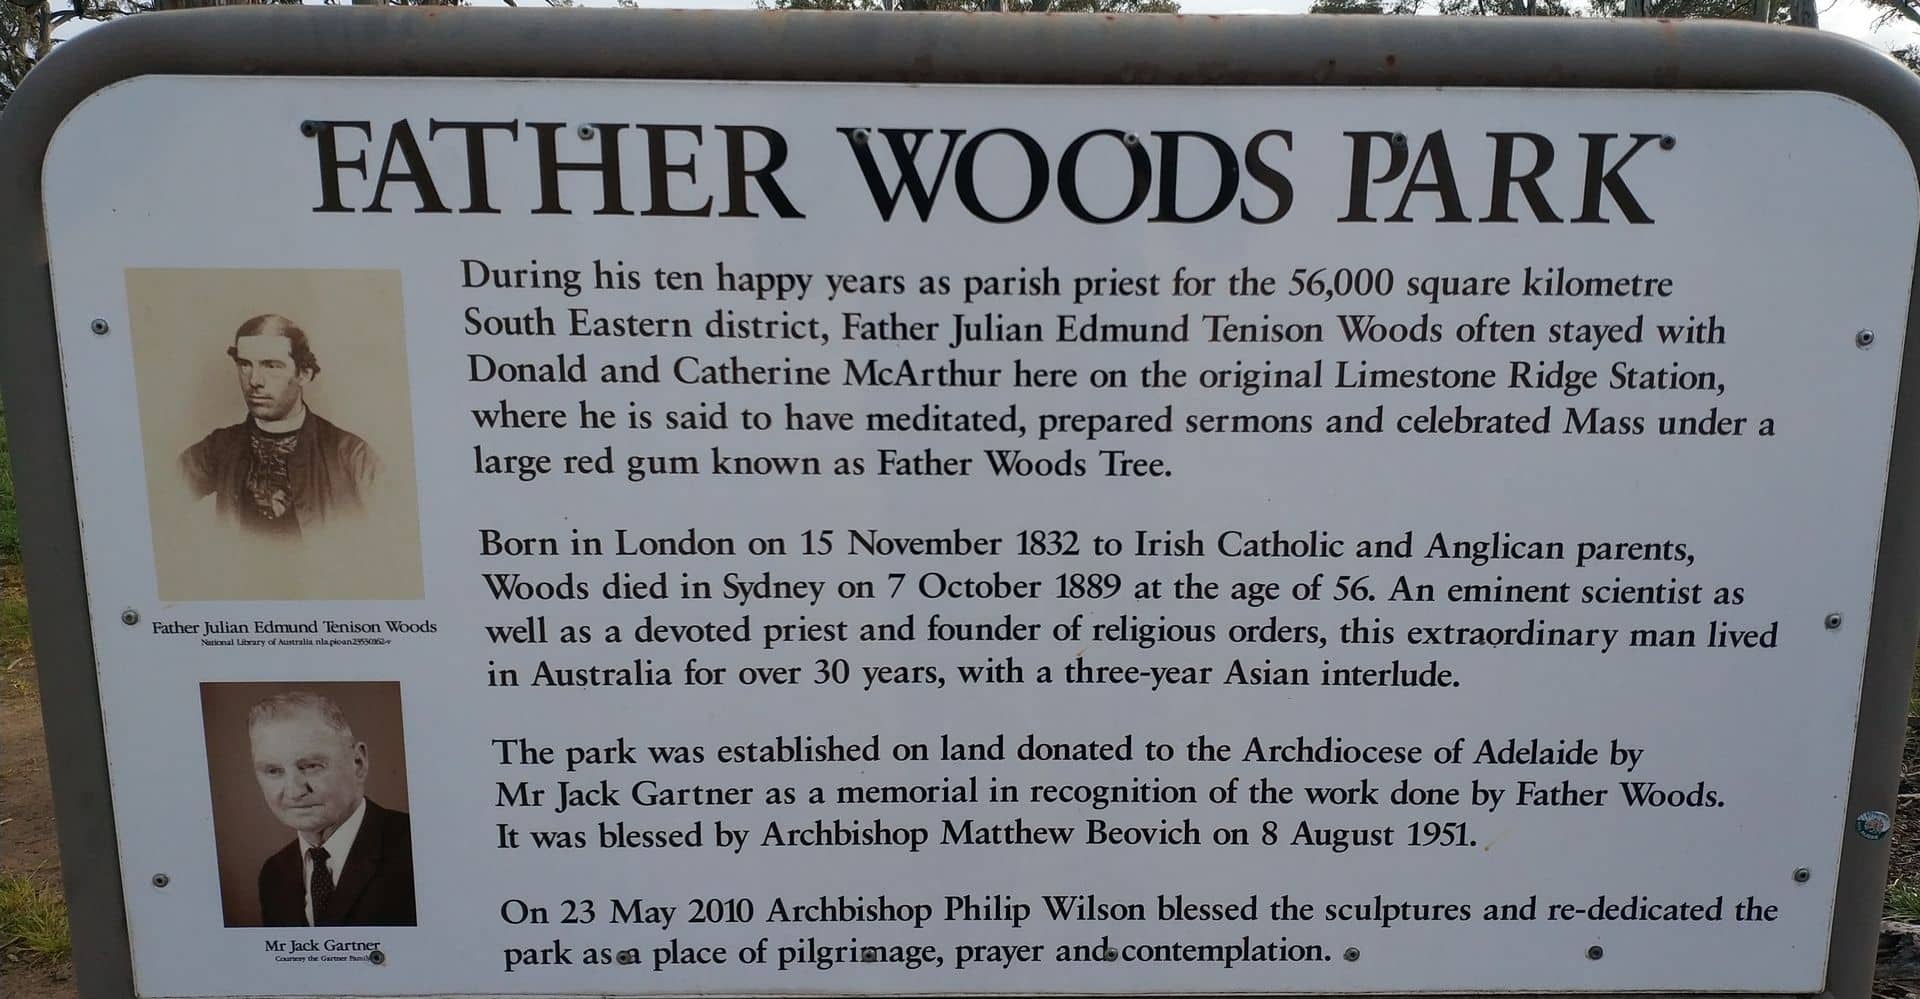 FATHER WOODS PARK
During his ten happy years as parish priest for the 56,000 square kilometre
South Eastern district, Father Julian Edmund Tenison Woods often stayed with
Donald and Catherine McArthur here on the original Limestone Ridge Station,
where he is said to have meditated, prepared sermons and celebrated Mass under a
large red gum known as Father Woods Tree.
Born in London on 15 November 1832 to Irish Catholic and Anglican parents,
Woods died in Sydney on 7 October 1889 at the age of 56. An eminent scientist as
well as a devoted priest and founder of religious orders, this extraordinary man lived
in Australia for over 30 years, with a three-year Asian interlude.
The park was established on land donated to the Archdiocese of Adelaide by
Mr Jack Gartner as a memorial in recognition of the work done by Father Woods.
It was blessed by Archbishop Matthew Beovich on 8 August 1951.
On 23 May 2010 Archbishop Philip Wilson blessed the sculptures and re-dedicated the
park as a place of pilgrimage, prayer and contemplation.
Father Julian Edmund Tenison Woods
National Library of Australia
Mr Jack Gartner
Courtesy the Gartner Family